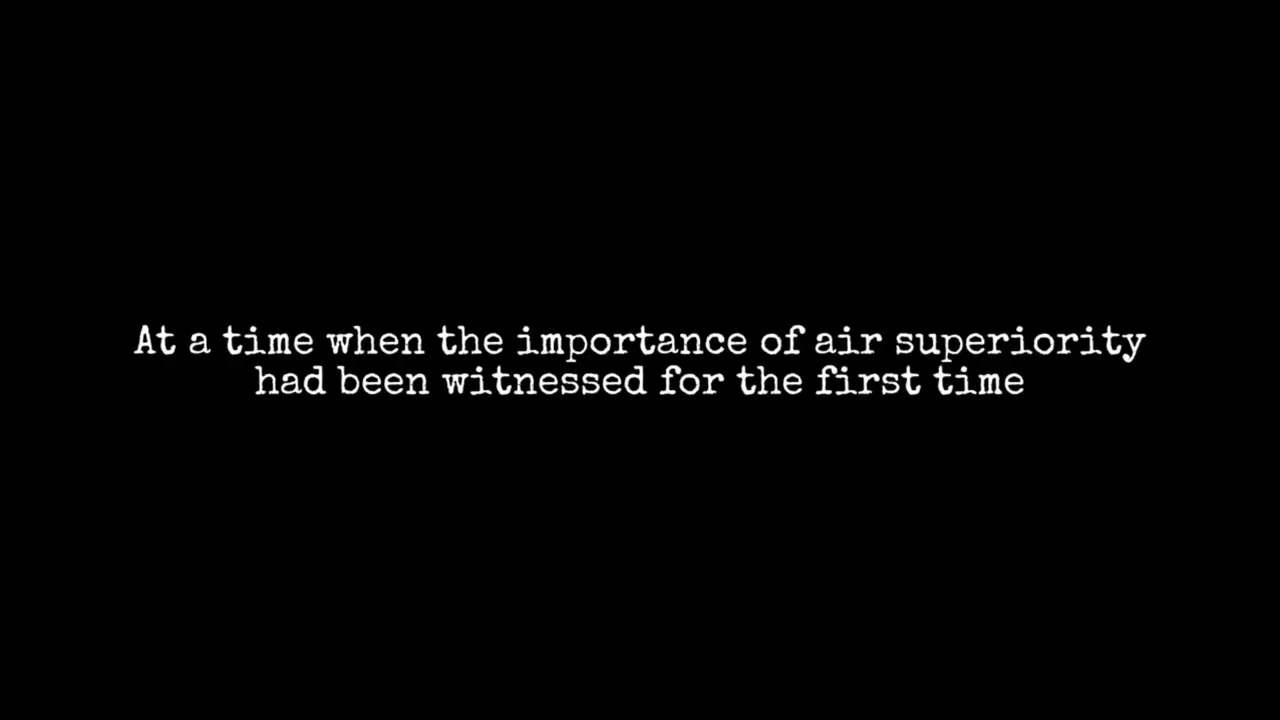 At a time when the importance of air superiority
had been witnessed for the first time